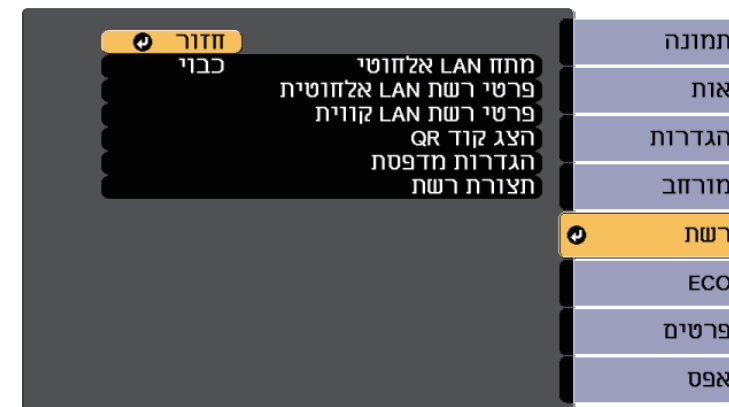 חזור
מתח LAN אלחוטי כבוי
פרטי רשת LAN אלחוטית
פרטי רשת LAN קווית
הצג קוד QR
הגדרות מדפסת
תצורת רשת
תמונה
אות
הגדרות
מורחב
רשת
ECO
פרטים
אפס